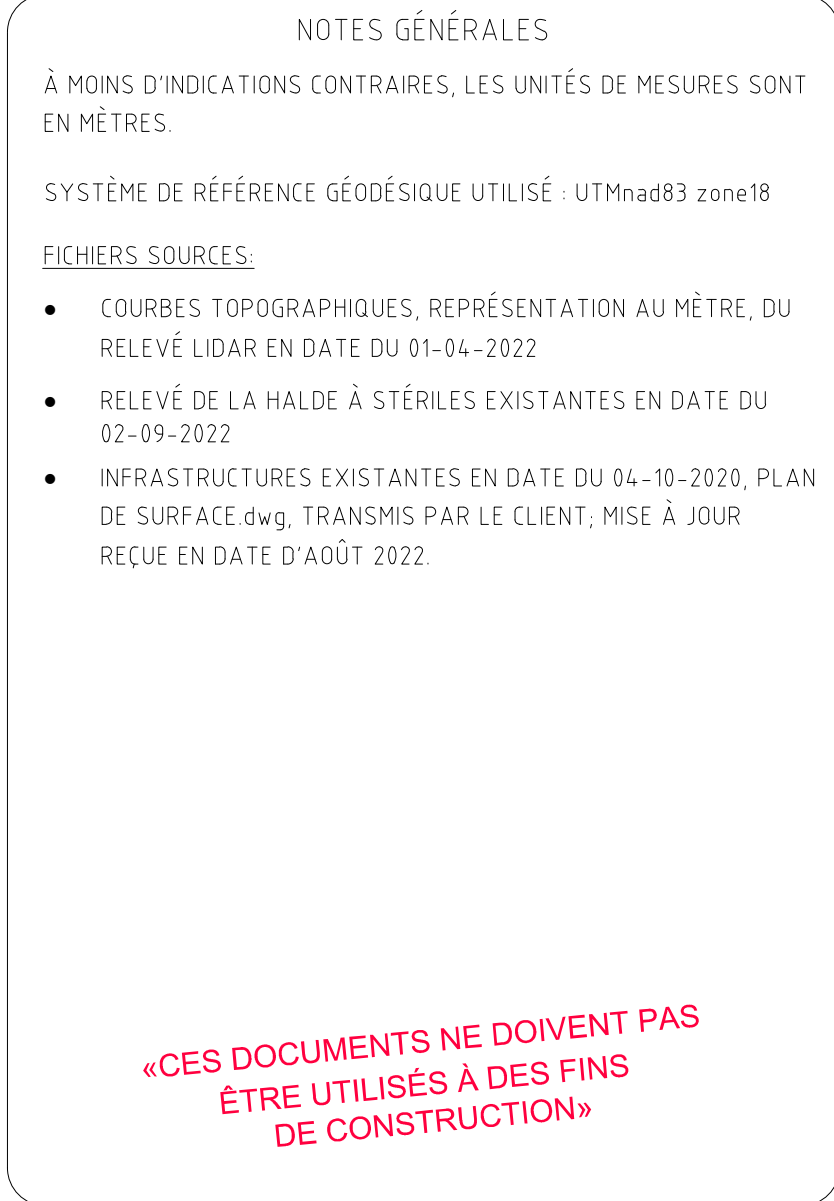 NOTES GÉNÉRALES
À MOINS D'INDICATIONS CONTRAIRES, LES UNITÉS DE MESURES SONT
EN MÈTRES.
SYSTÈME DE RÉFÉRENCE GÉODÉSIQUE UTILISÉ : UTMnad83 zone18
FICHIERS SOURCES:
● COURBES TOPOGRAPHIQUES, REPRÉSENTATION AU MÈTRE, DU
RELEVÉ LIDAR EN DATE DU 01-04-2022
● RELEVÉ DE LA HALDE À STÉRILES EXISTANTES EN DATE DU
02-09-2022
● INFRASTRUCTURES EXISTANTES EN DATE DU 04-10-2020, PLAN
DE SURFACE.dwg, TRANSMIS PAR LE CLIENT; MISE À JOUR
REÇUE EN DATE D'AOÛT 2022.
«CES DOCUMENTS NE DOIVENT PAS
ÊTRE UTILISÉS À DES FINS
DE CONSTRUCTION»